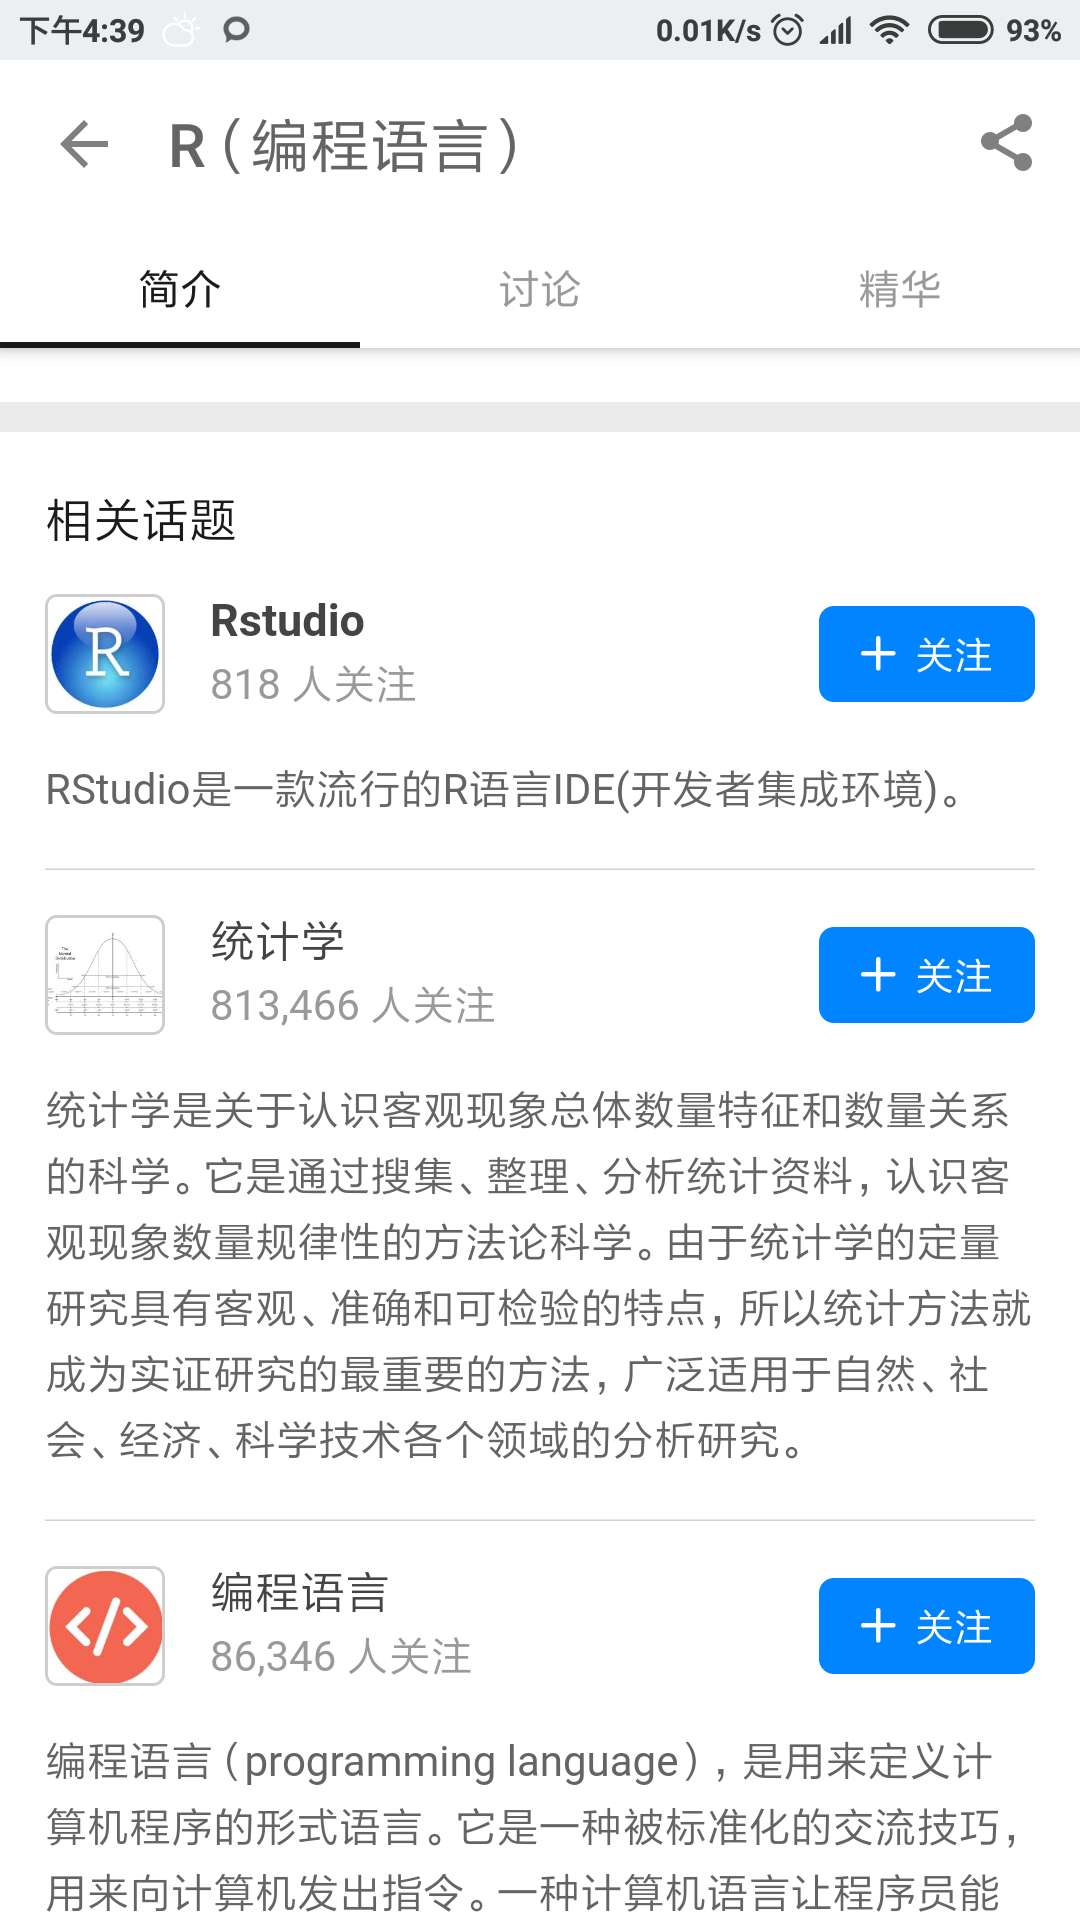 下午4:39
0.01K/s
93%
R（编程语言）
简介
讨论
精华
相关话题
R
Rstudio
818 人关注
+ 关注
RStudio是一款流行的R语言IDE(开发者集成环境)。
统计学
813,466 人关注
+ 关注
统计学是关于认识客观现象总体数量特征和数量关系
的科学。它是通过搜集、整理、分析统计资料，认识客
观现象数量规律性的方法论科学。由于统计学的定量
研究具有客观、准确和可检验的特点，所以统计方法就
成为实证研究的最重要的方法，广泛适用于自然、社
会、经济、科学技术各个领域的分析研究。
</>
编程语言
86,346 人关注
+ 关注
编程语言（programming language），是用来定义计
算机程序的形式语言。它是一种被标准化的交流技巧，
用来向计算机发出指令。一种计算机语言让程序员能